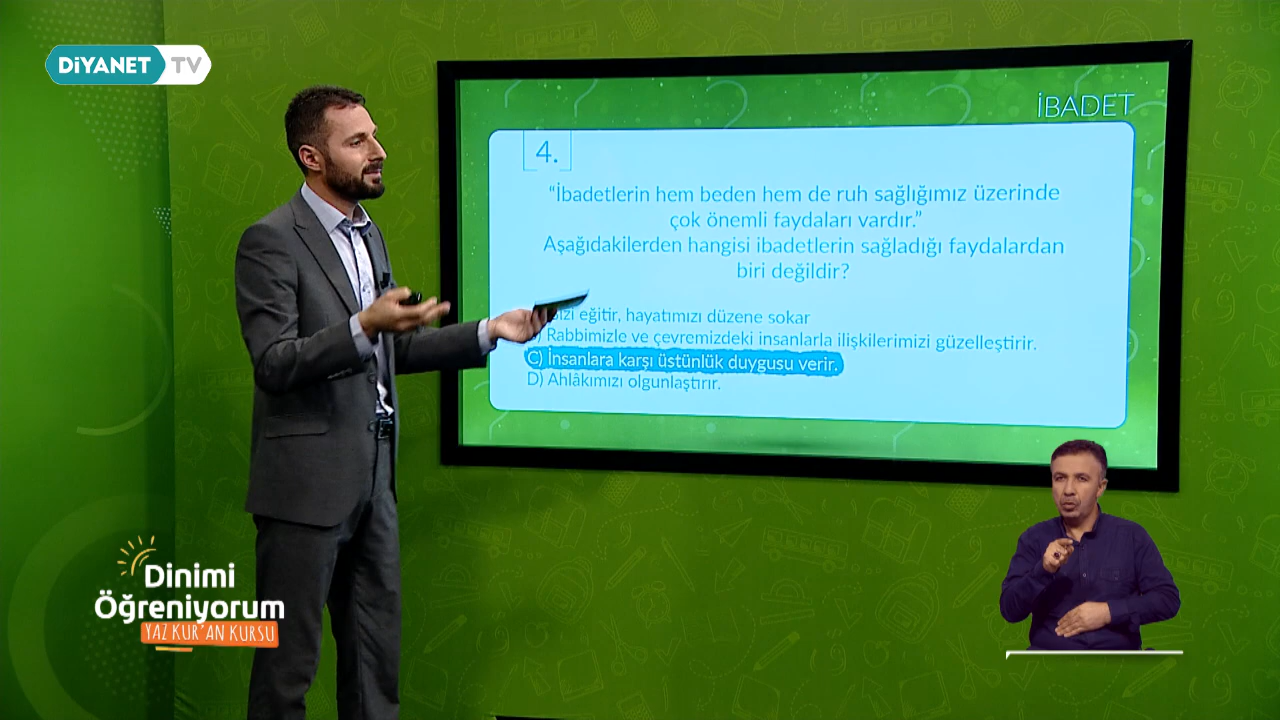 DİYANET TV
İBADET
4.
“İbadetlerin hem beden hem de ruh sağlığımız üzerinde
çok önemli faydaları vardır.”
Aşağıdakilerden hangisi ibadetlerin sağladığı faydalardan
biri değildir?
eğitir, hayatımızı düzene sokar
Rabbimizle ve çevremizdeki insanlarla ilişkilerimizi güzelleştirir.
C) İnsanlara karşı üstünlük duygusu verir.
D) Ahlâkımızı olgunlaştırır.
Dinimi
Öğreniyorum
YAZ KUR'AN KURSU